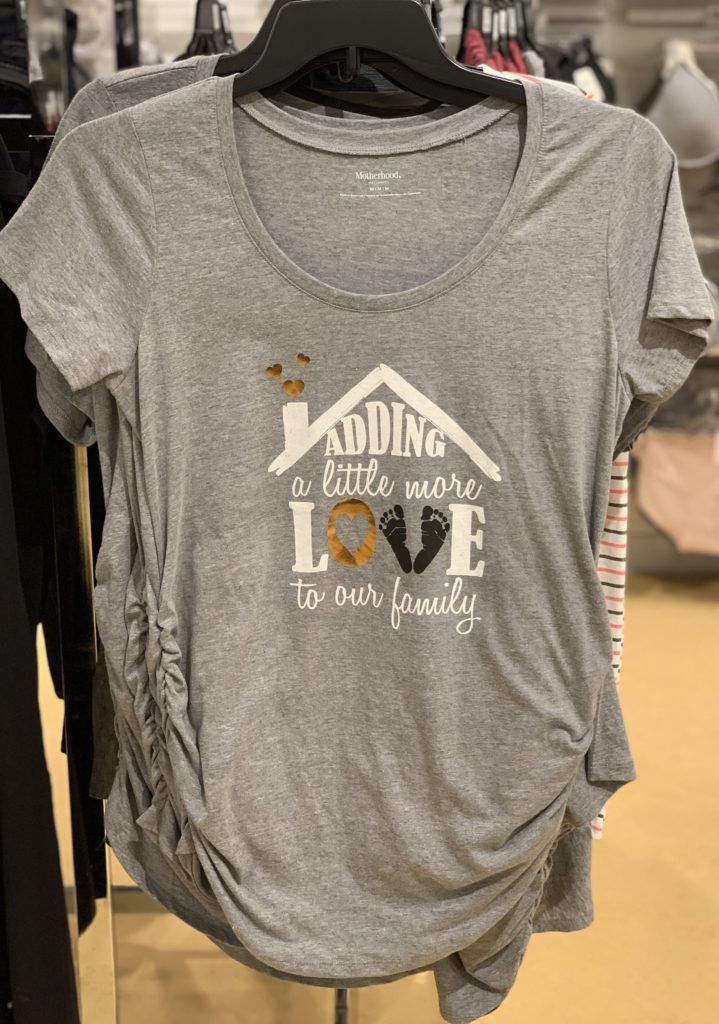 Motherhood.
ADDING
a little more
LOVE
to our family